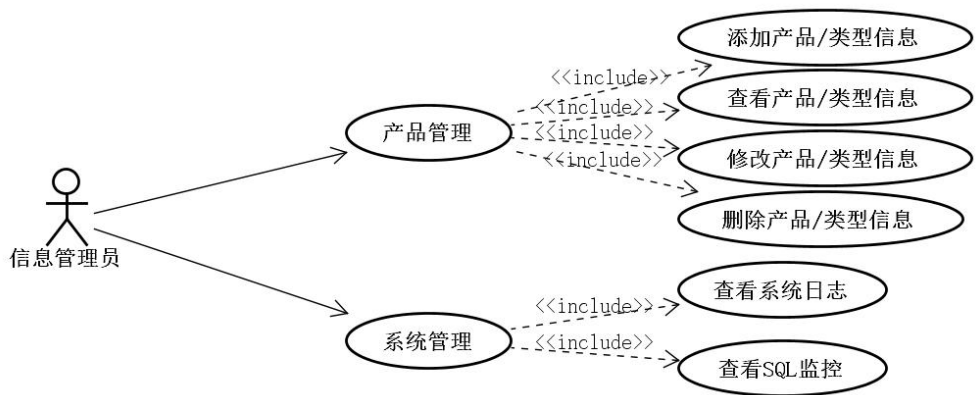 添加产品/类型信息
<<include>>
查看产品/类型信息
<<include>>
产品管理
<<include>>
修改产品/类型信息
<<include>>
删除产品/类型信息
信息管理员
查看系统日志
<<include>>
系统管理
<<include>>
查看SQL监控